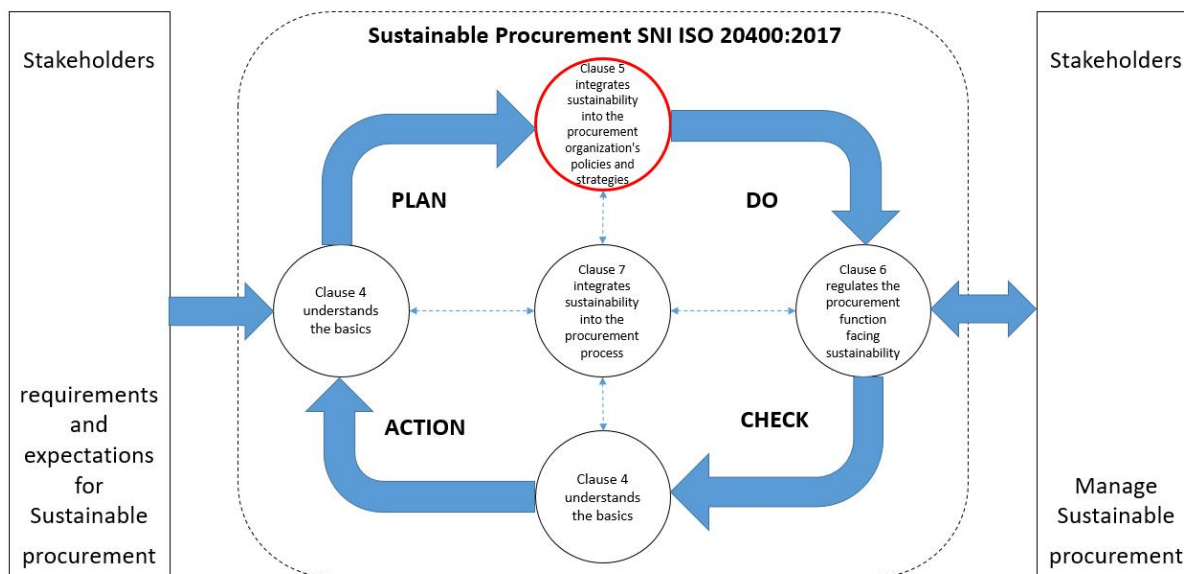 Sustainable Procurement SNI ISO 20400:2017
Stakeholders
requirements
and
expectations
for
Sustainable
procurement
Clause 5
integrates
sustainability
into the
procurement
organization's
policies and
strategies
PLAN
DO
Clause 4
understands
the basics
Clause 7
integrates
sustainability
into the
procurement
process
Clause 6
regulates the
procurement
function
facing
sustainability
ACTION
CHECK
Clause 4
understands
the basics
Stakeholders
Manage
Sustainable
procurement